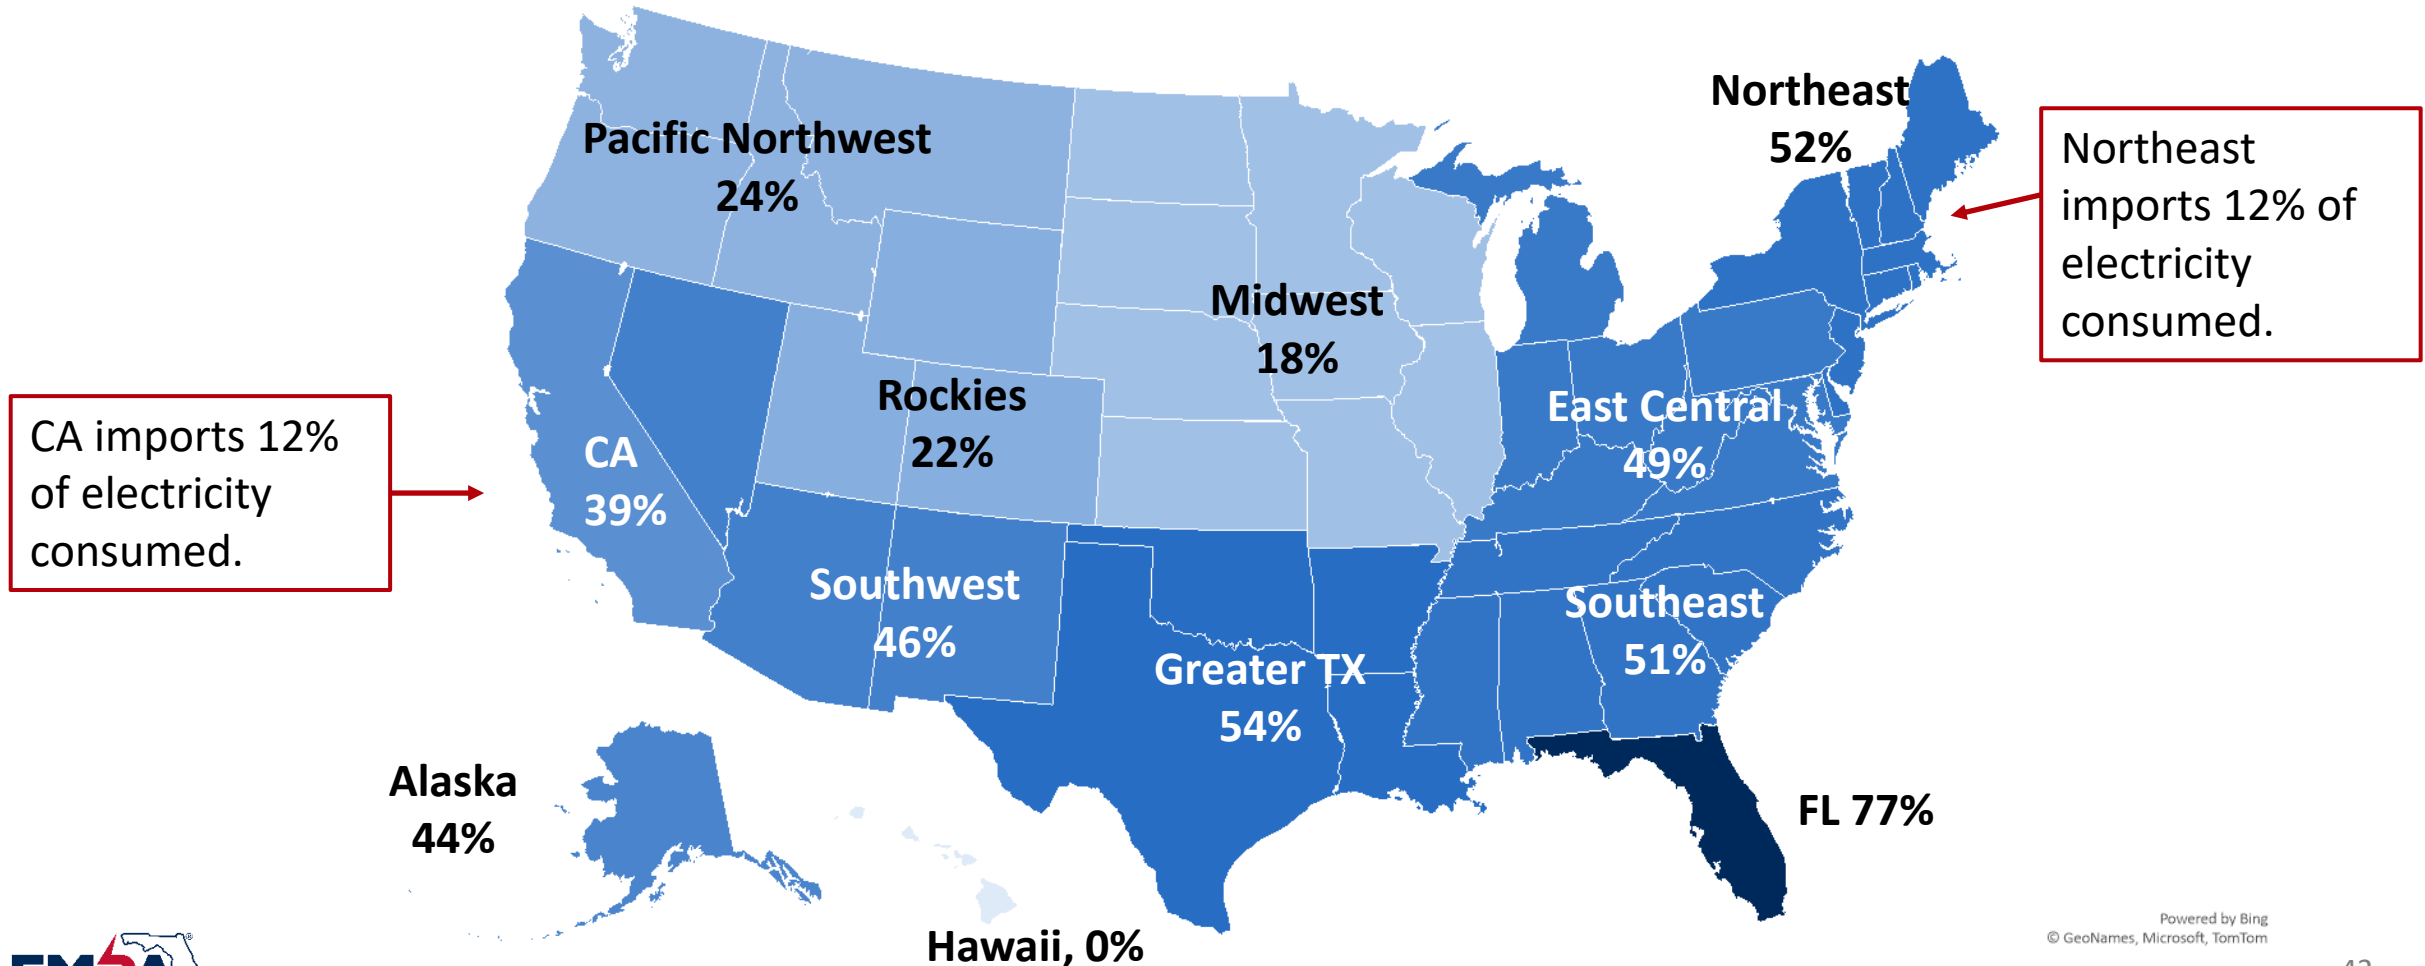 Northeast
52%
Northeast
imports 12% of
electricity
consumed.
Pacific Northwest
24%
Midwest
18%
Rockies
22%
East Central
49%
CA imports 12%
of electricity
consumed.
CA
39%
Southwest
46%
Southeast
51%
Greater TX
54%
Alaska
44%
FL 77%
Hawaii, 0%
Powered by Bing
© GeoNames, Microsoft, TomTom